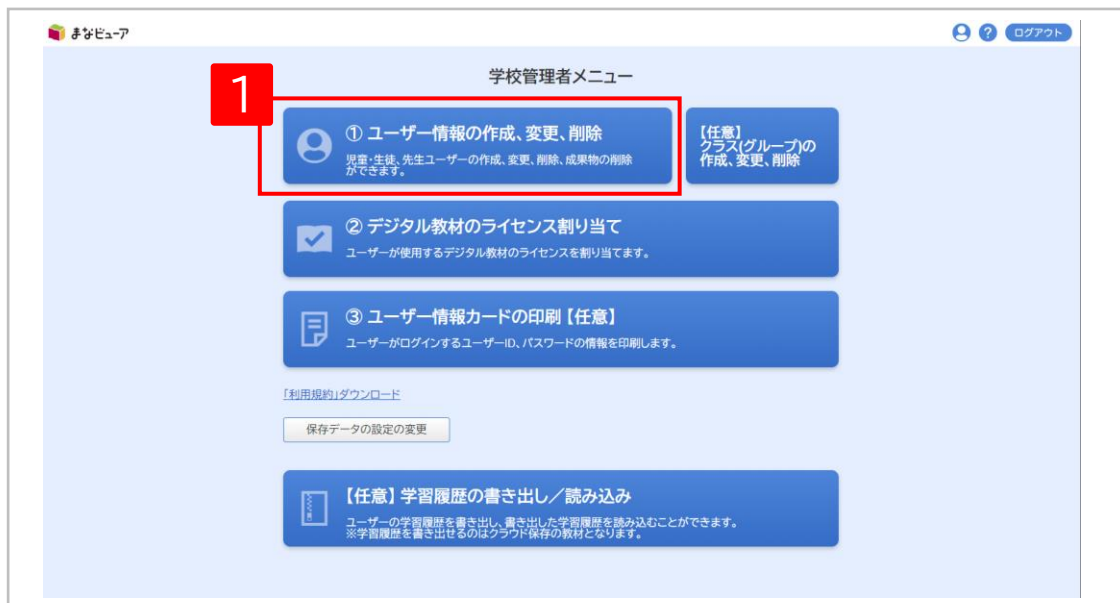 まなビューア
? ログアウト
学校管理者メニュー
1
① ユーザー情報の作成、変更、削除
児童・生徒、先生ユーザーの作成、変更、削除、成果物の削除
ができます。
【任意】
クラス(グループ)の
作成、変更、削除
② デジタル教材のライセンス割り当て
ユーザーが使用するデジタル教材のライセンスを割り当てます。
③ ユーザー情報カードの印刷【任意】
ユーザーがログインするユーザーID、パスワードの情報を印刷します。
「利用規約」ダウンロード
保存データの設定の変更
【任意】学習履歴の書き出し／読み込み
ユーザーの学習履歴を書き出し、書き出した学習履歴を読み込むことができます。
※学習履歴を書き出せるのはクラウド保存の教材となります。